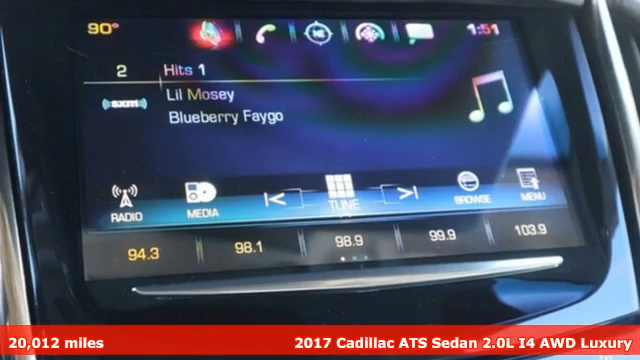 90° NE 1:51
2 Hits 1
((sxm)) Lil Mosey
Blueberry Faygo
RADIO MEDIA TUNE BROWSE MENU
94.3 98.1 98.9 99.9 103.9
20,012 miles 2017 Cadillac ATS Sedan 2.0L I4 AWD Luxury